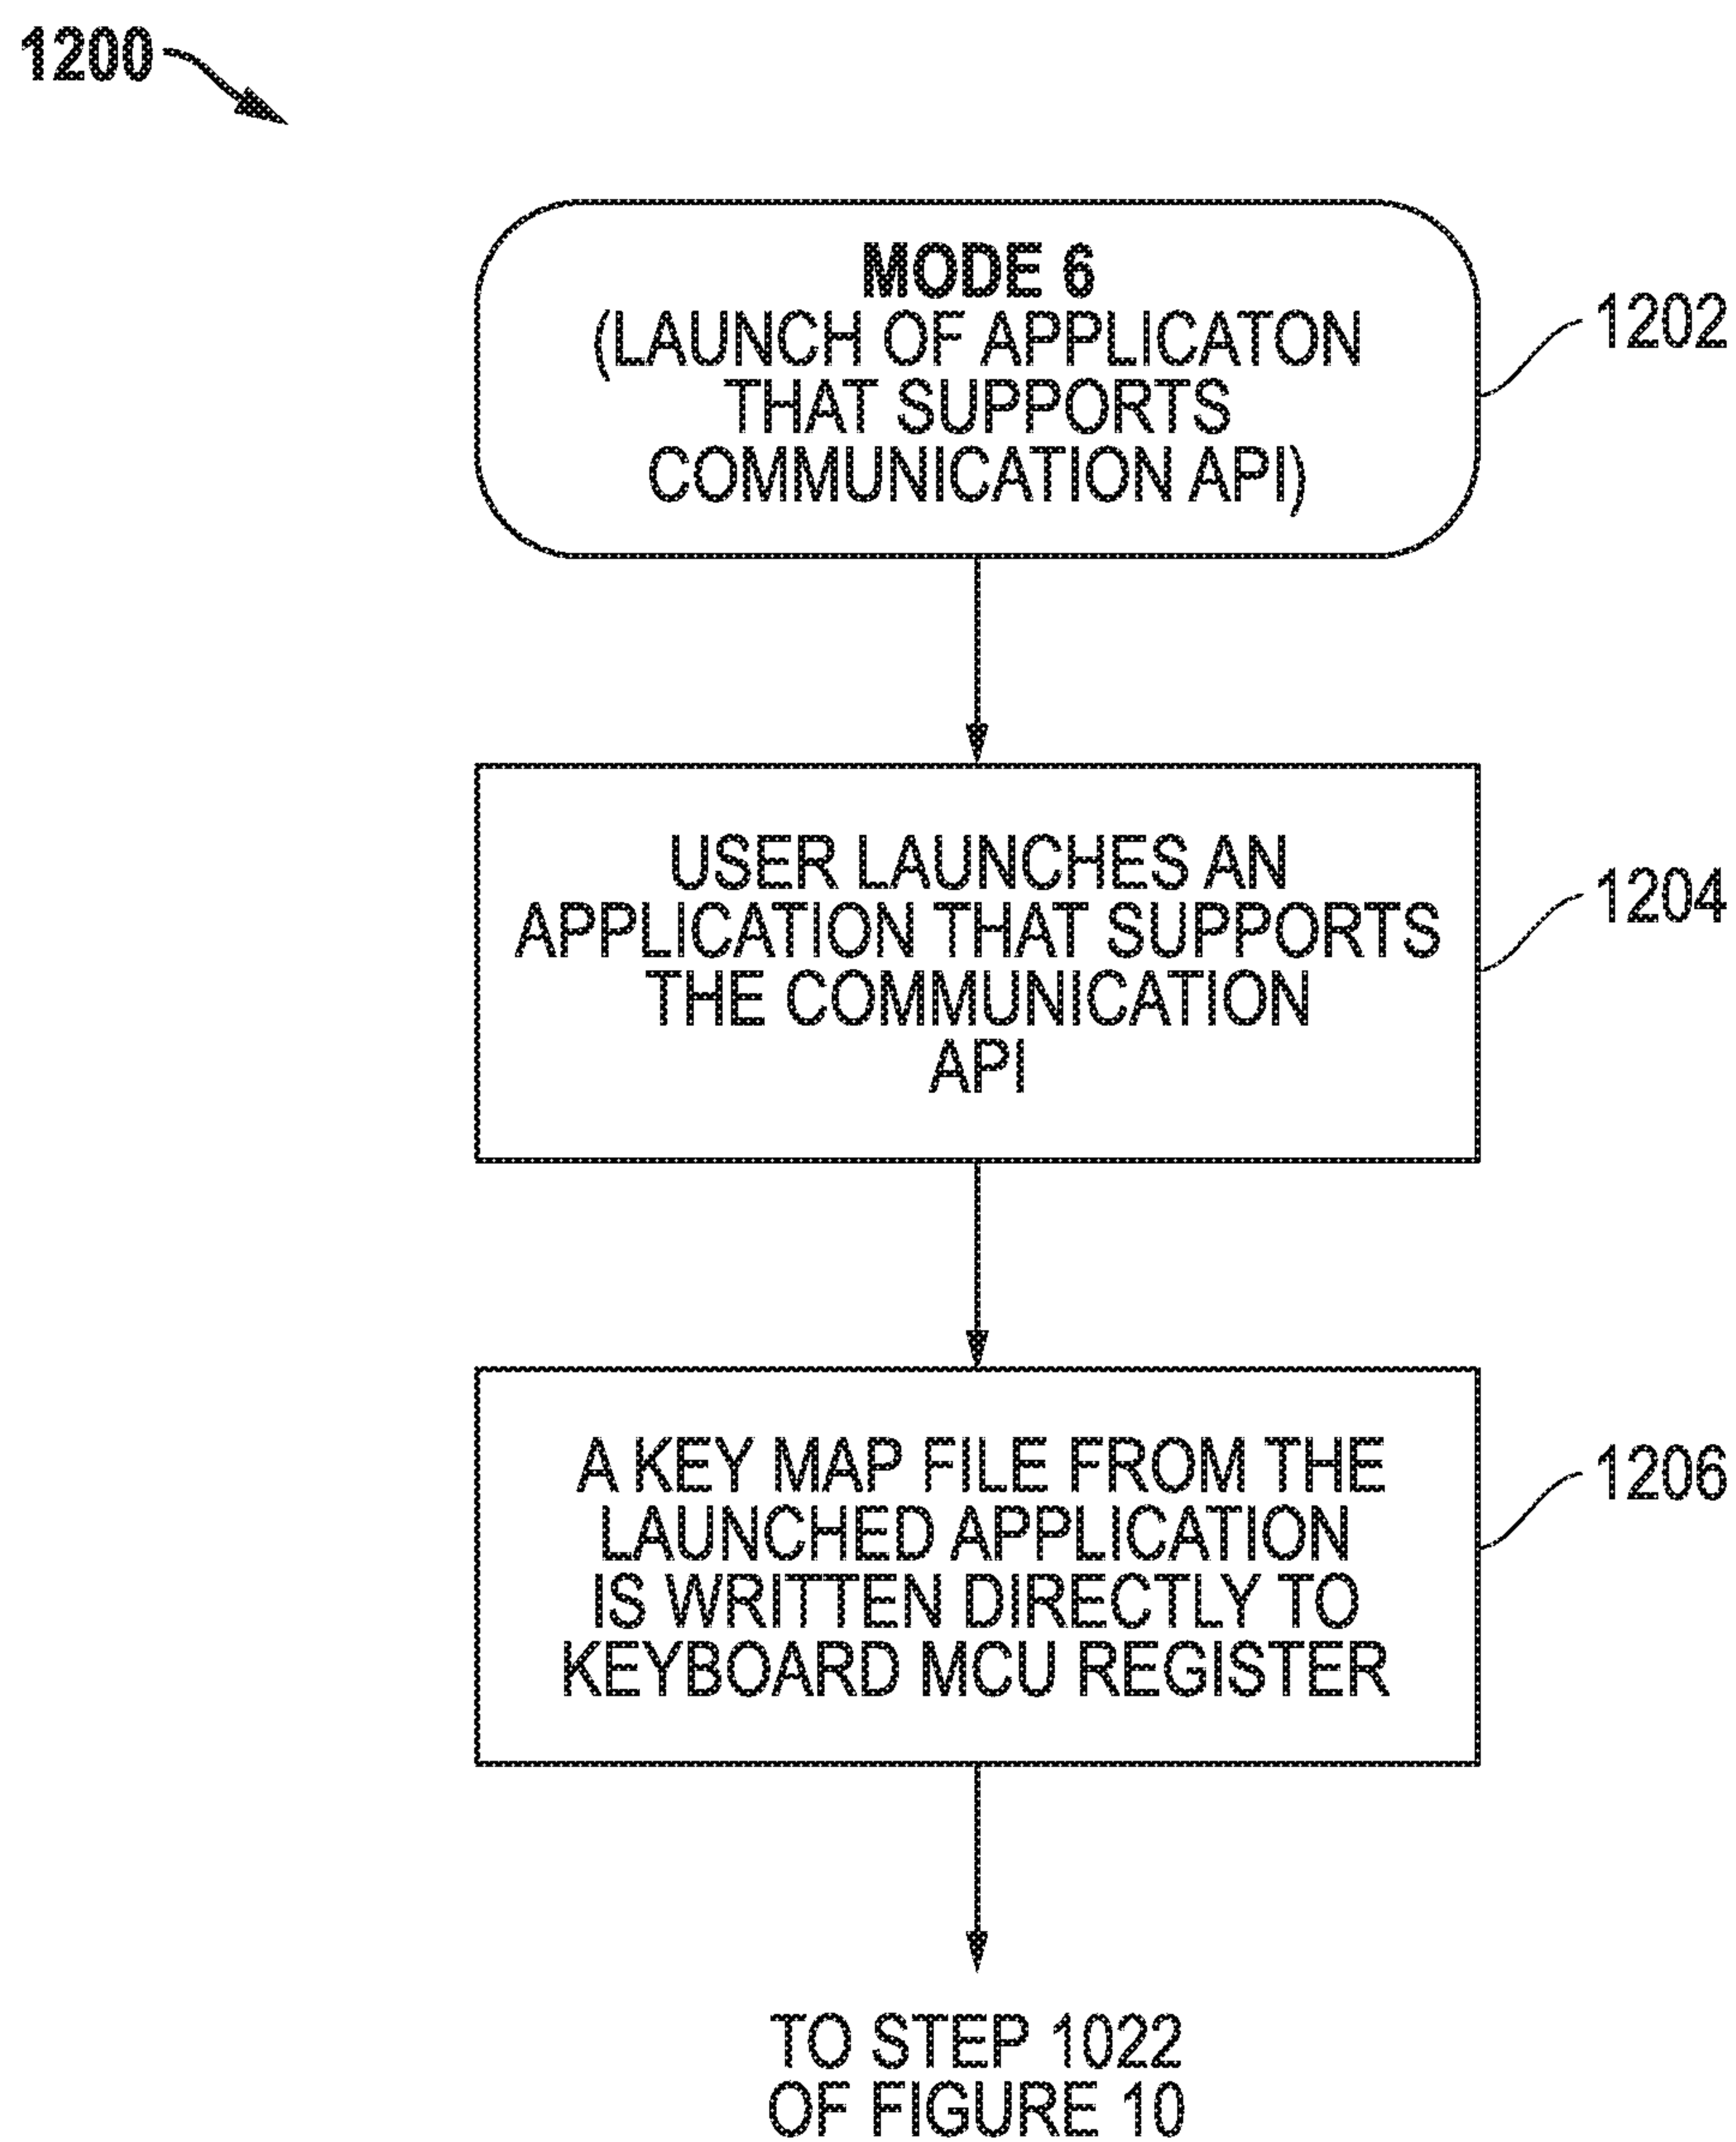 1200
MODE 6
(LAUNCH OF APPLICATON
THAT SUPPORTS
COMMUNICATION API)
1202
USER LAUNCHES AN
APPLICATION THAT SUPPORTS
THE COMMUNICATION
API
1204
A KEY MAP FILE FROM THE
LAUNCHED APPLICATION
IS WRITTEN DIRECTLY TO
KEYBOARD MCU REGISTER
1206
TO STEP 1022
OF FIGURE 10